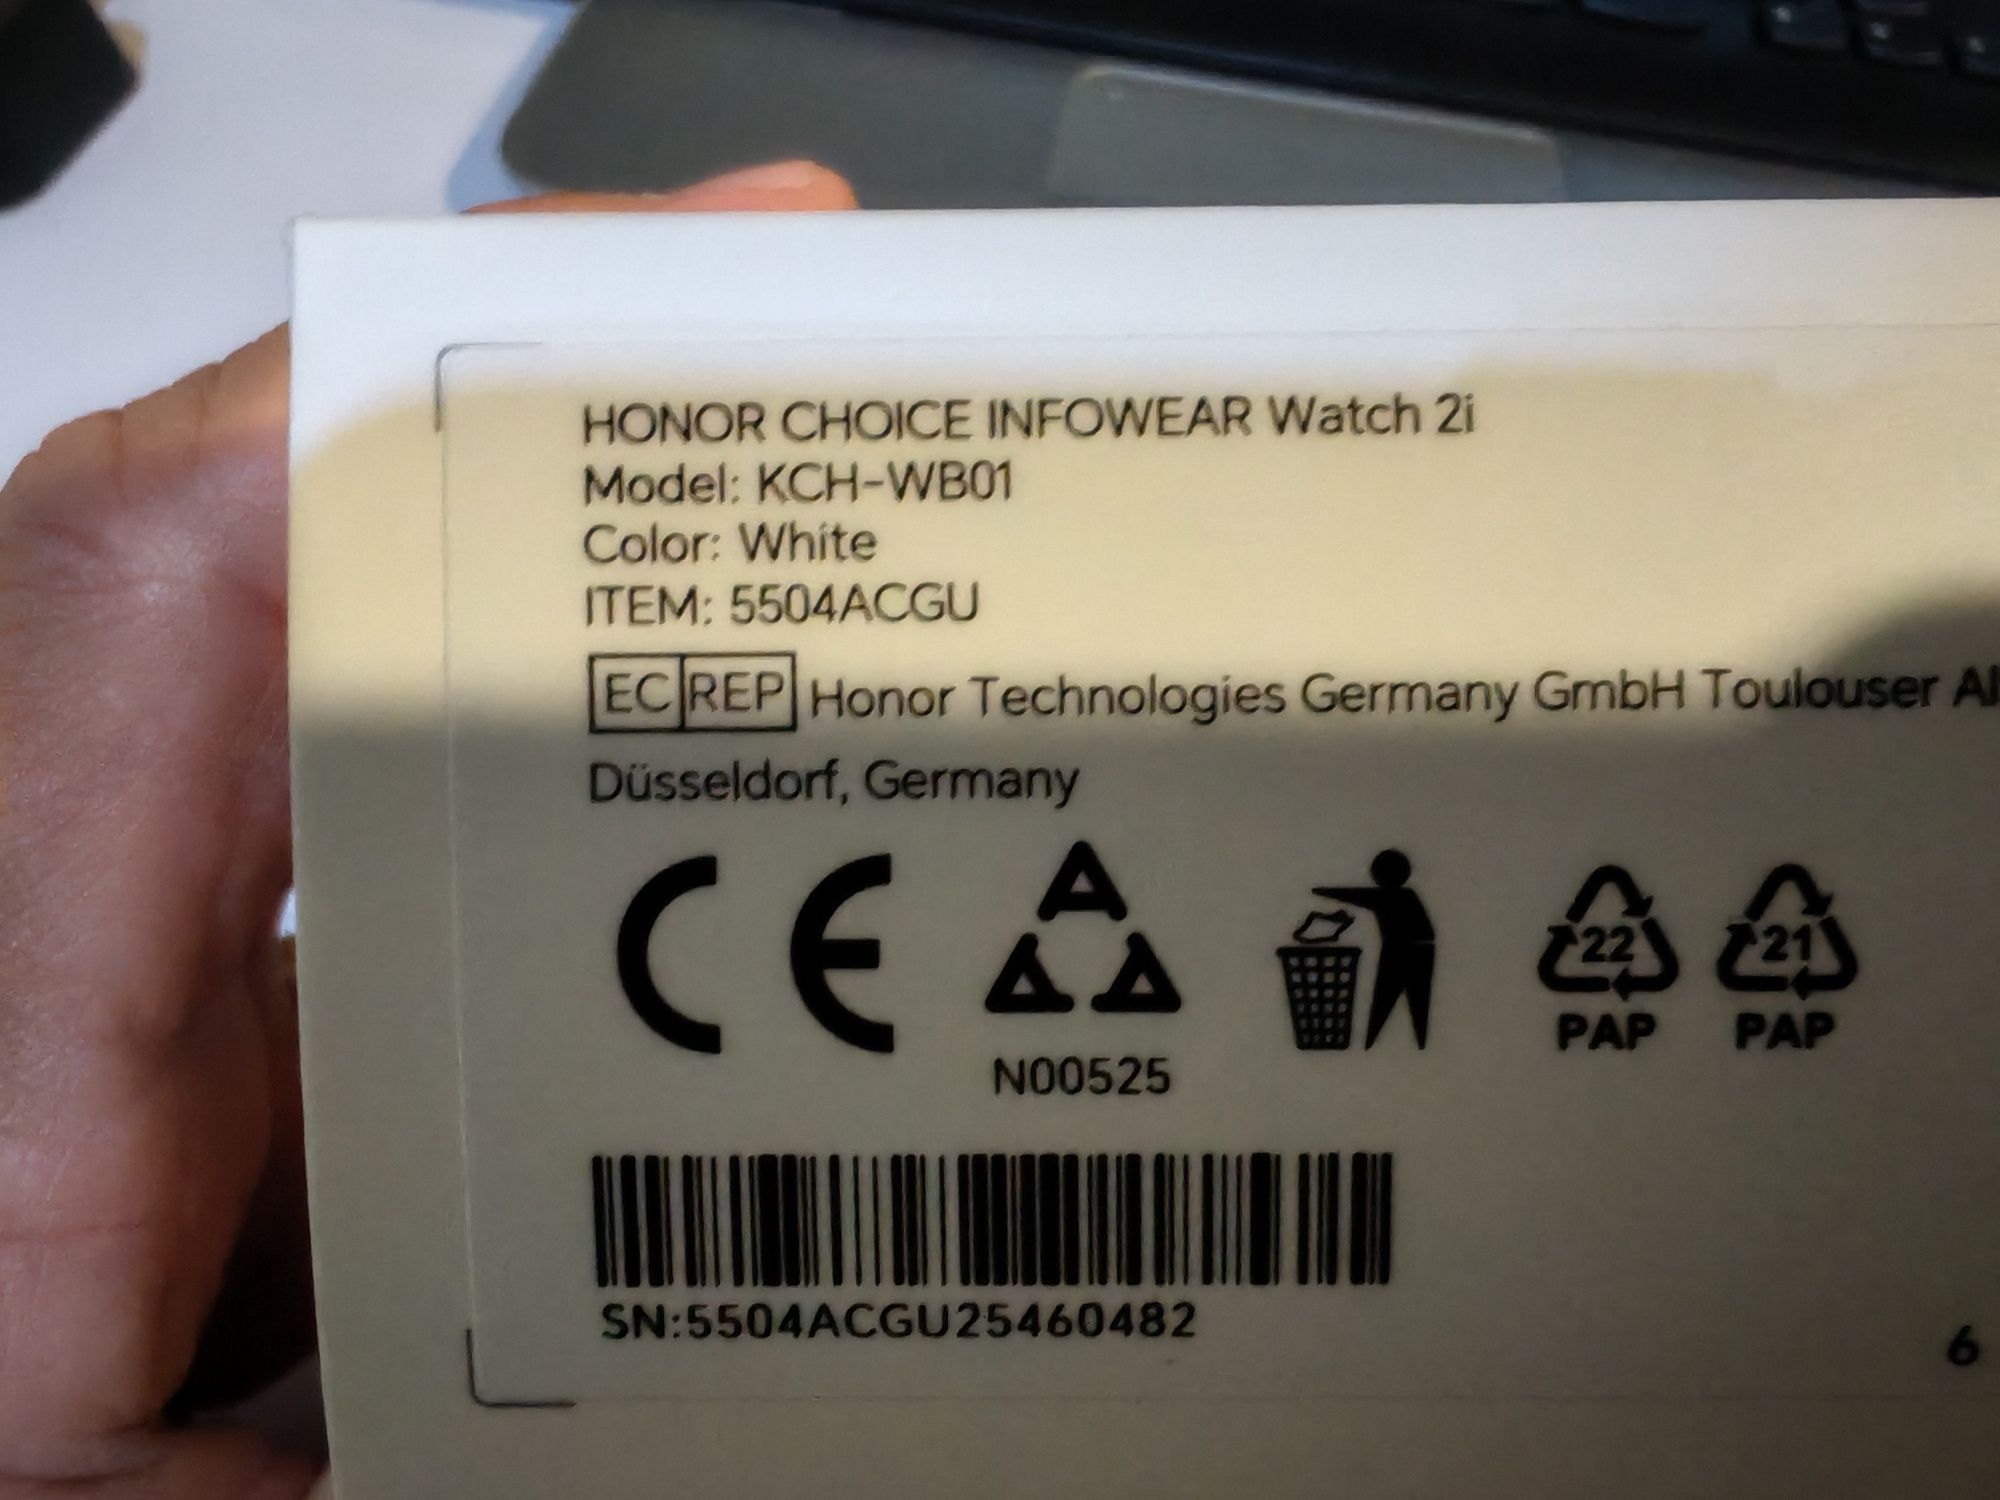 HONOR CHOICE INFOWEAR Watch 2i
Model: KCH-WB01
Color: White
ITEM: 5504ACGU
EC REP Honor Technologies Germany GmbH Toulouser
Düsseldorf, Germany
CE
N00525
22 PAP
21 PAP
SN:5504ACGU25460482
6